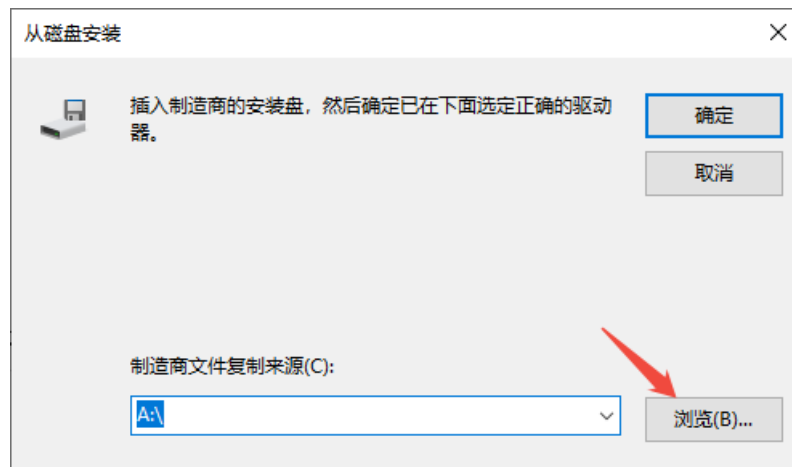 从磁盘安装
插入制造商的安装盘，然后确定已在下面选定正确的驱动
器。
确定
取消
制造商文件复制来源(C):
A:\
浏览(B)...